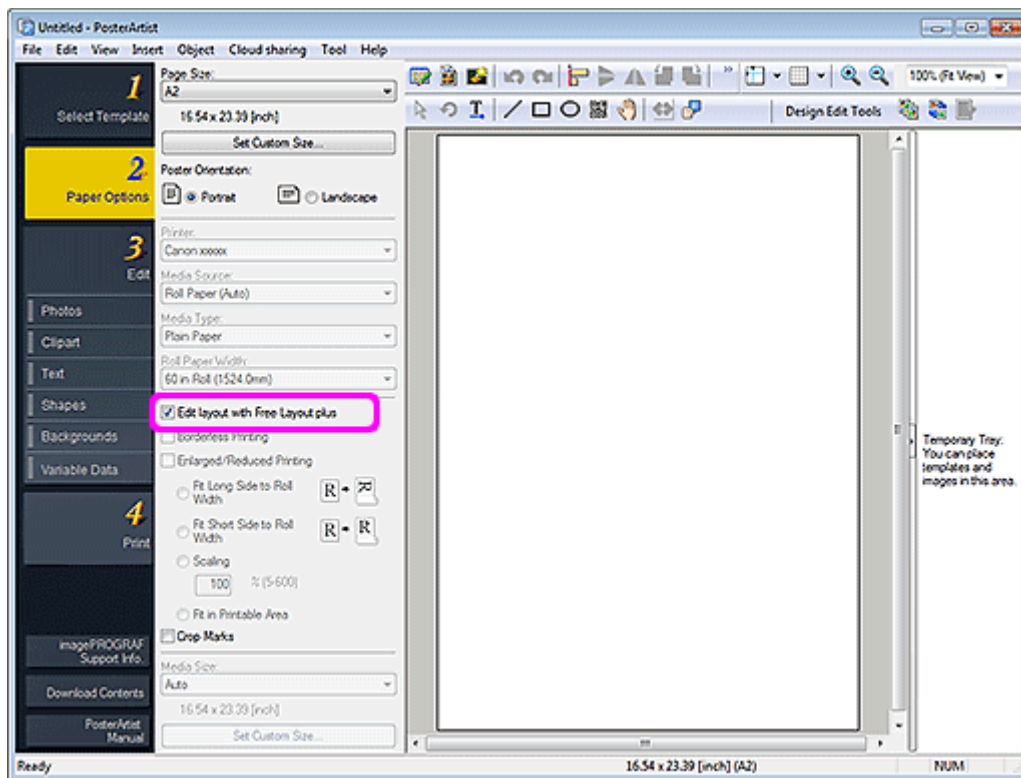 Untitled - PosterArtist
File Edit View Insert Object Cloud sharing Tool Help
1
Select Template
2
Paper Options
3
Edit
Photos
Clipart
Text
Shapes
Backgrounds
Variable Data
4
Print
imagePROGRAF
Support Info.
Download Contents
PosterArtist
Manual
Page Size:
A2
16.54 x 23.39 [inch]
Set Custom Size...
Poster Orientation:
Portrait Landscape
Printer:
Canon xxxxx
Media Source:
Roll Paper (Auto)
Media Type:
Plain Paper
Roll Paper Width:
60 in Roll (1524.0mm)
Edit layout with Free Layout plus
Borderless Printing
Enlarged/Reduced Printing
Fit Long Side to Roll
Width
R R
Fit Short Side to Roll
Width
R R
Scaling
100 % (5-600)
Fit in Printable Area
Crop Marks
Media Size:
Auto
16.54 x 23.39 [inch]
Set Custom Size...
100% (Fit View)
Design Edit Tools
Temporary Tray:
You can place
templates and
images in this area.
Ready 16.54 x 23.39 [inch] (A2) NUM